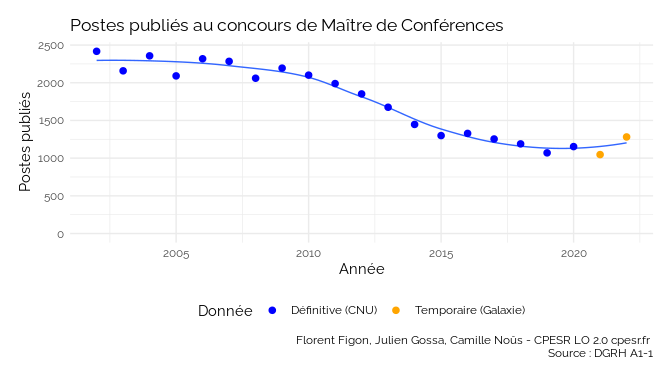 Postes publiés au concours de Maître de Conférences
Postes publiés
2500
2000
1500
1000
500
0
2005
2010
2015
2020
Année
Donnée
Définitive (CNU)
Temporaire (Galaxie)
Florent Figon, Julien Gossa, Camille Noûs - CPESR LO 2.0 cpesr.fr
Source : DGRH A1-1